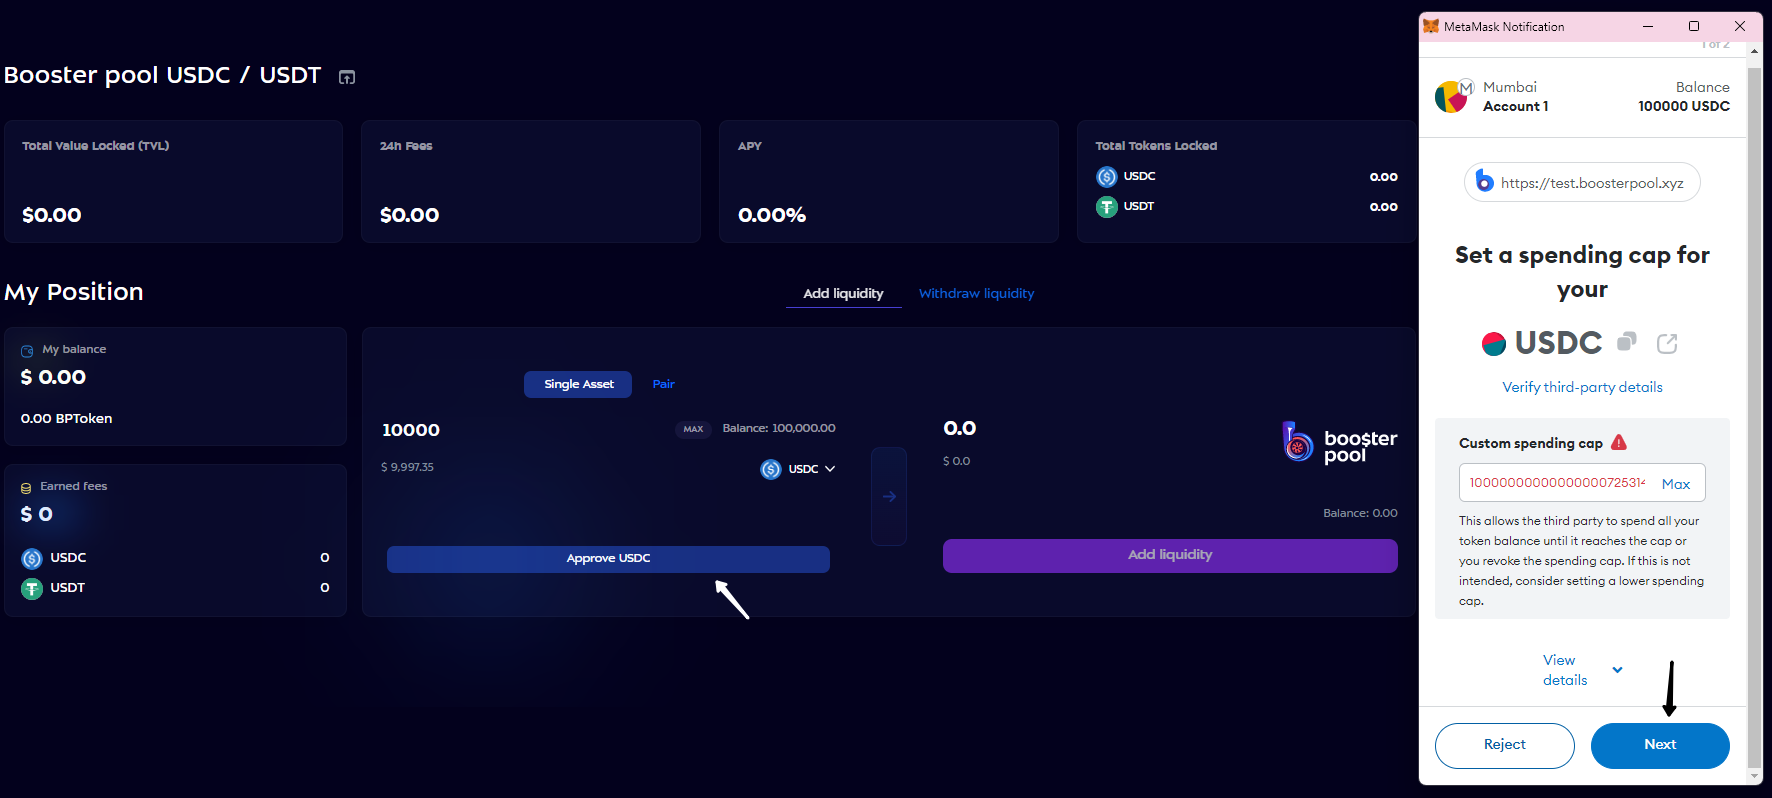 Booster pool USDC / USDT
Total Value Locked (TVL)
$0.00
24h Fees
$0.00
APY
0.00%
Total Tokens Locked
USDC 0.00
USDT 0.00
My Position
Add liquidity Withdraw liquidity
My balance
$ 0.00
0.00 BPToken
Earned fees
$ 0
USDC 0
USDT 0
Single Asset Pair
10000 MAX Balance: 100,000.00
$ 9,997.35 USDC
Approve USDC
0.0
$ 0.0
boo$ter
pool
Balance: 0.00
Add liquidity
MetaMask Notification
1 of 2
M Mumbai Balance
Account 1 100000 USDC
https://test.boosterpool.xyz
Set a spending cap for
your
USDC
Verify third-party details
Custom spending cap
Max
This allows the third party to spend all your
token balance until it reaches the cap or
you revoke the spending cap. If this is not
intended, consider setting a lower spending
cap.
View
details
Reject Next